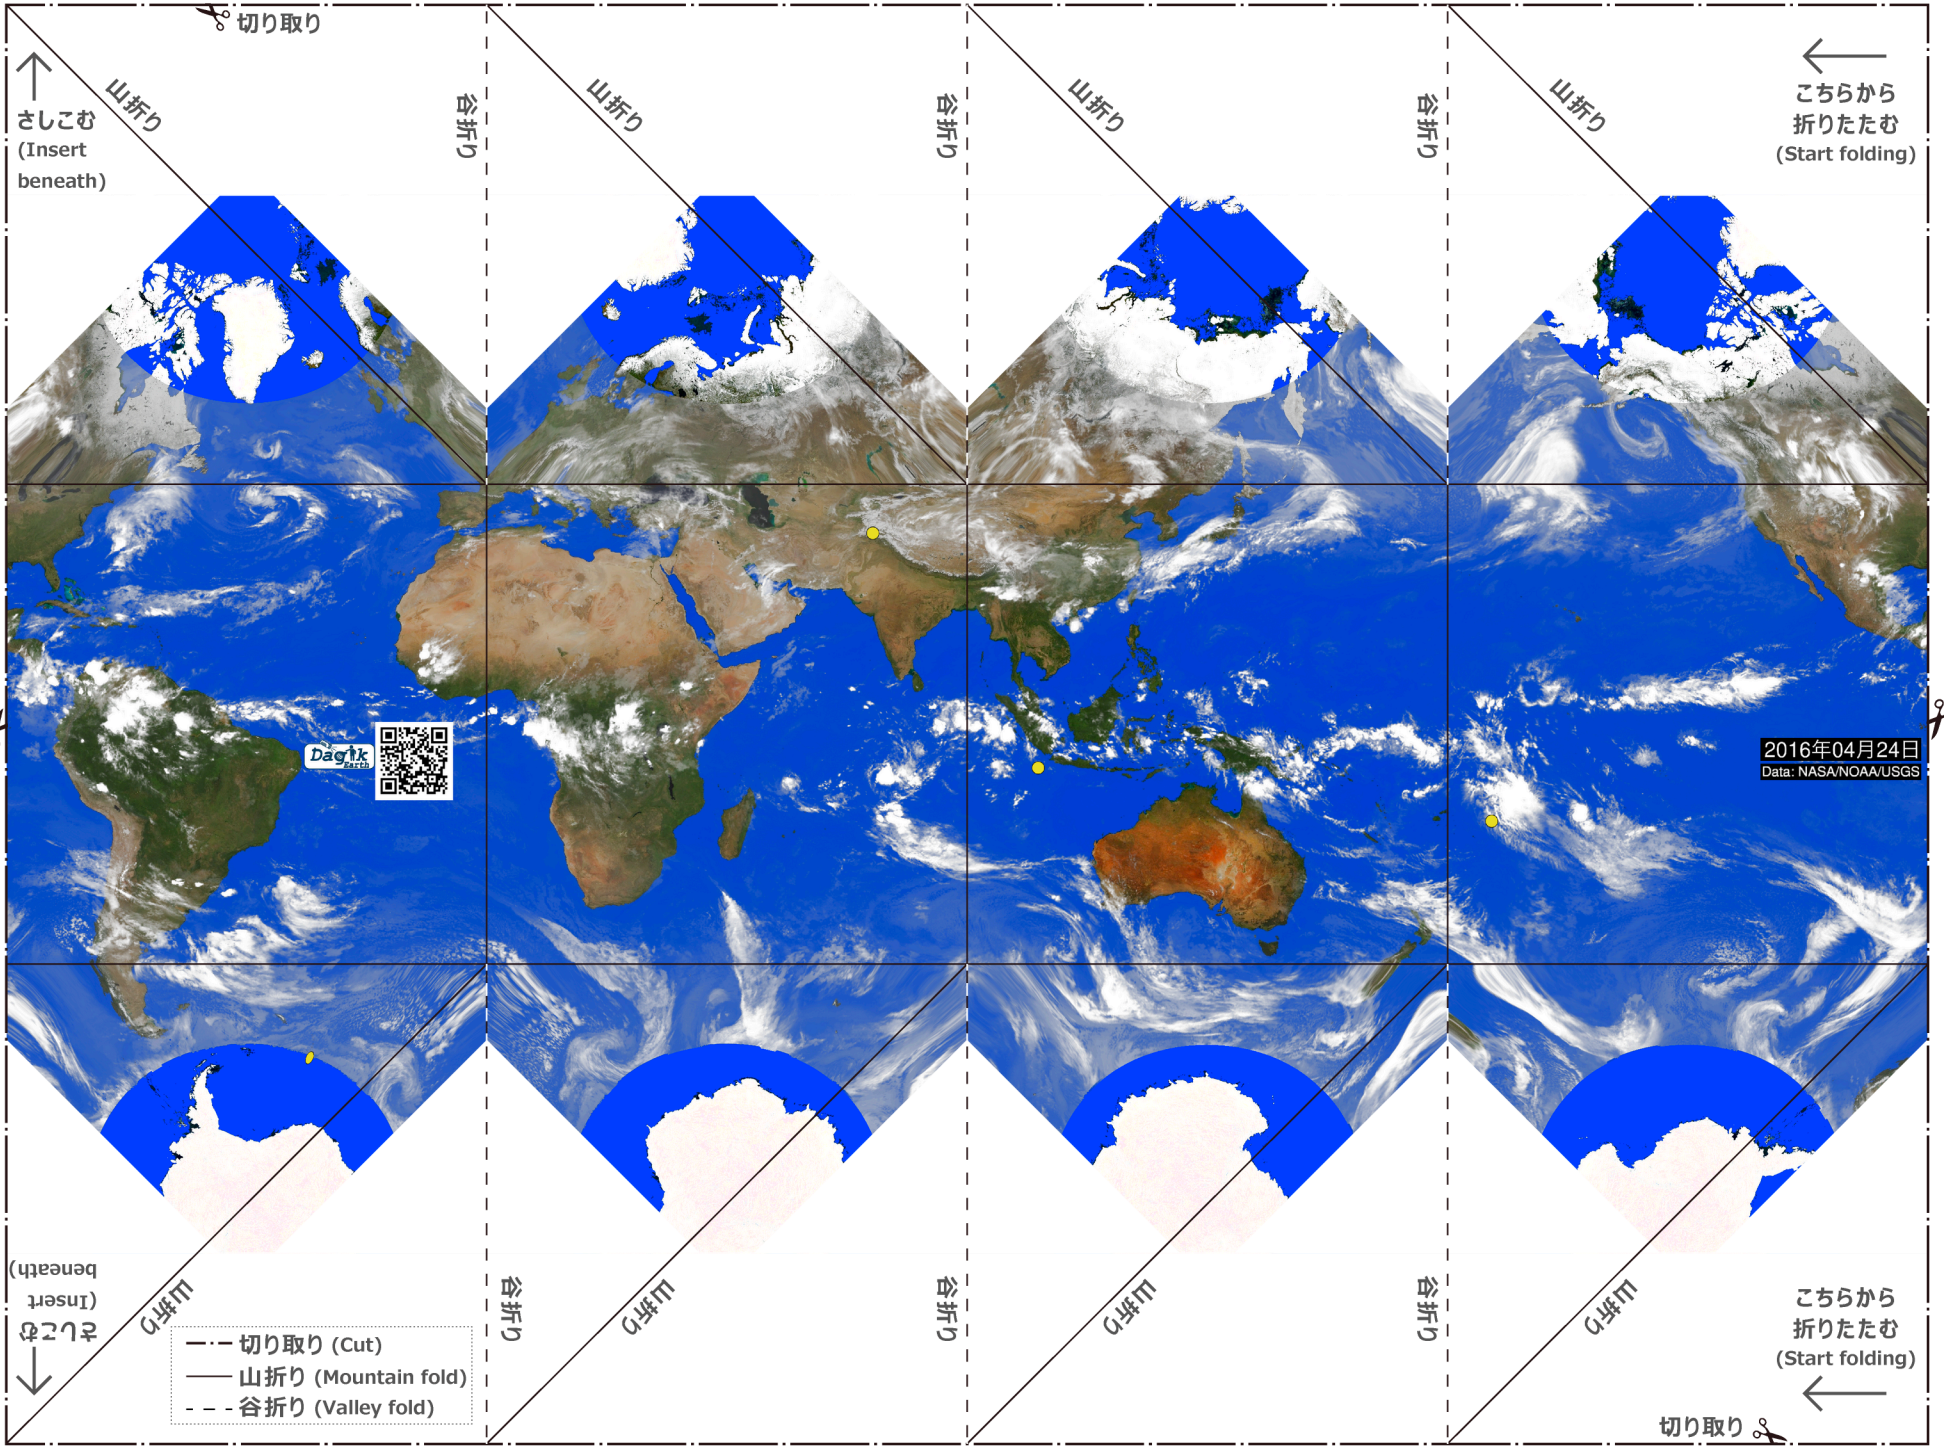 切り取り
山折り
谷折り
山折り
谷折り
山折り
谷折り
山折り
さしこむ
(Insert
beneath)
こちらから
折りたたむ
(Start folding)
Dagik
Earth
2016年04月24日
Data: NASA/NOAA/USGS
さしこむ
(Insert
beneath)
山折り
谷折り
山折り
谷折り
山折り
谷折り
山折り
こちらから
折りたたむ
(Start folding)
切り取り (Cut)
山折り (Mountain fold)
谷折り (Valley fold)
切り取り